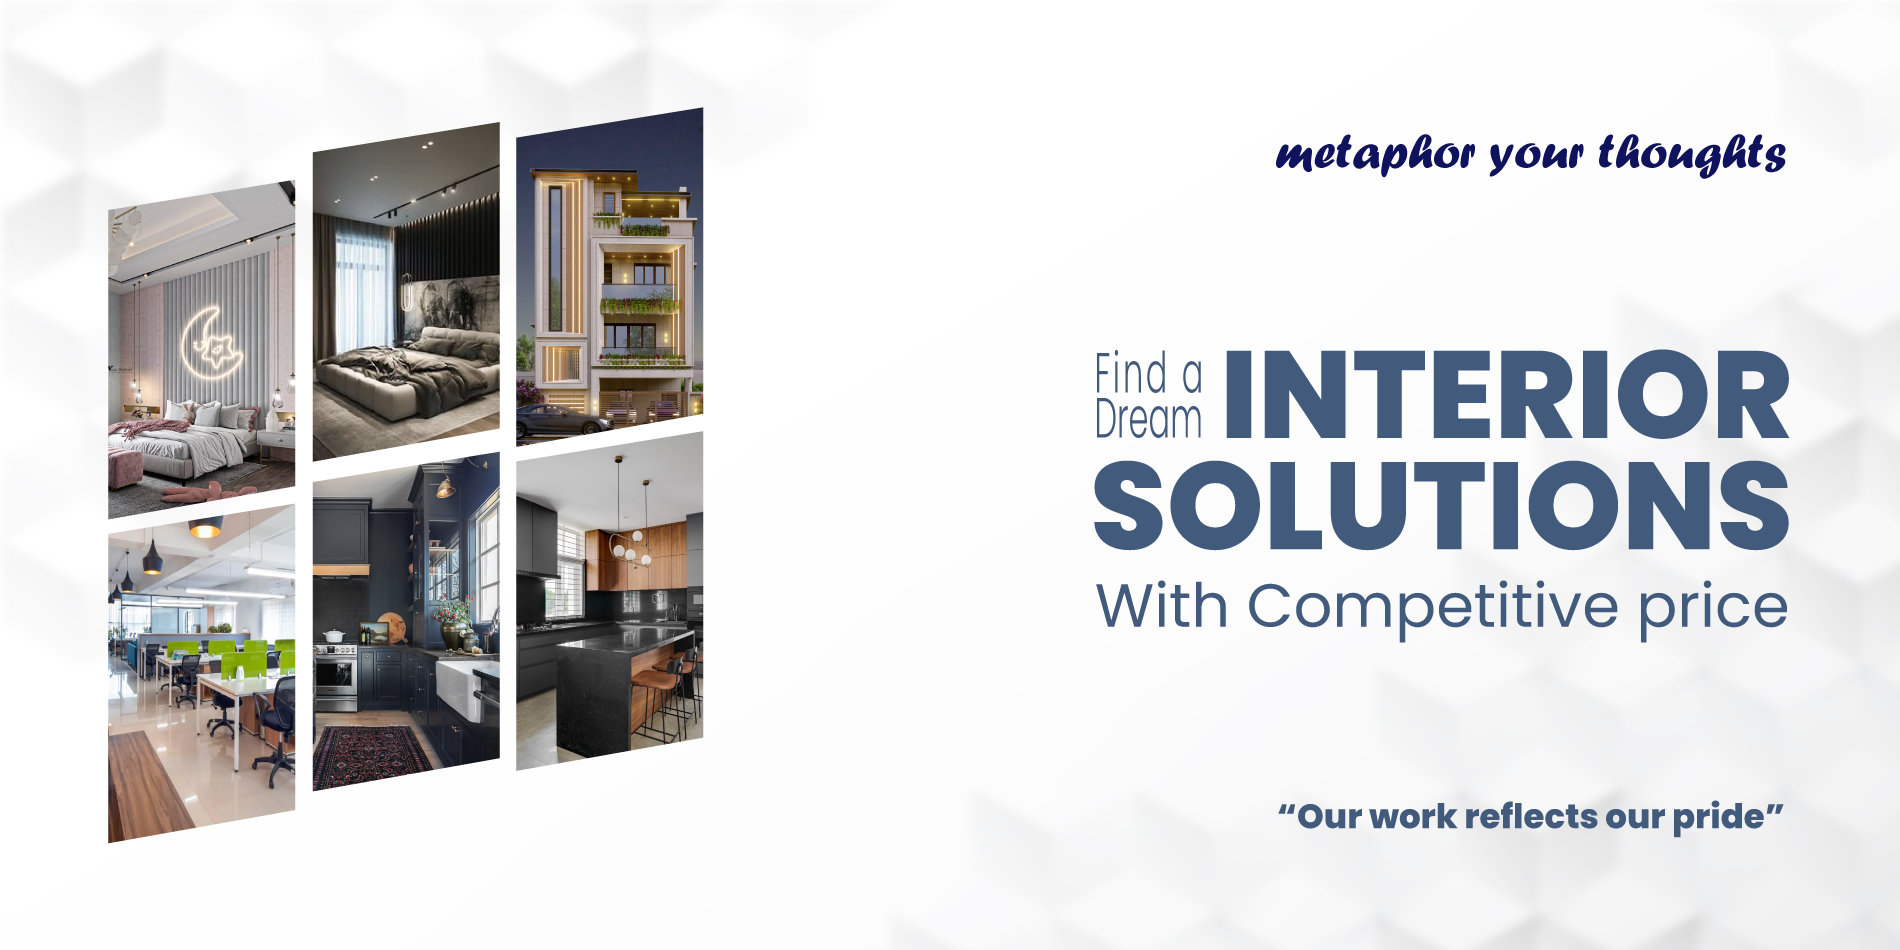 metaphor your thoughts
Find a
Dream
INTERIOR
SOLUTIONS
With Competitive price
“Our work reflects our pride”